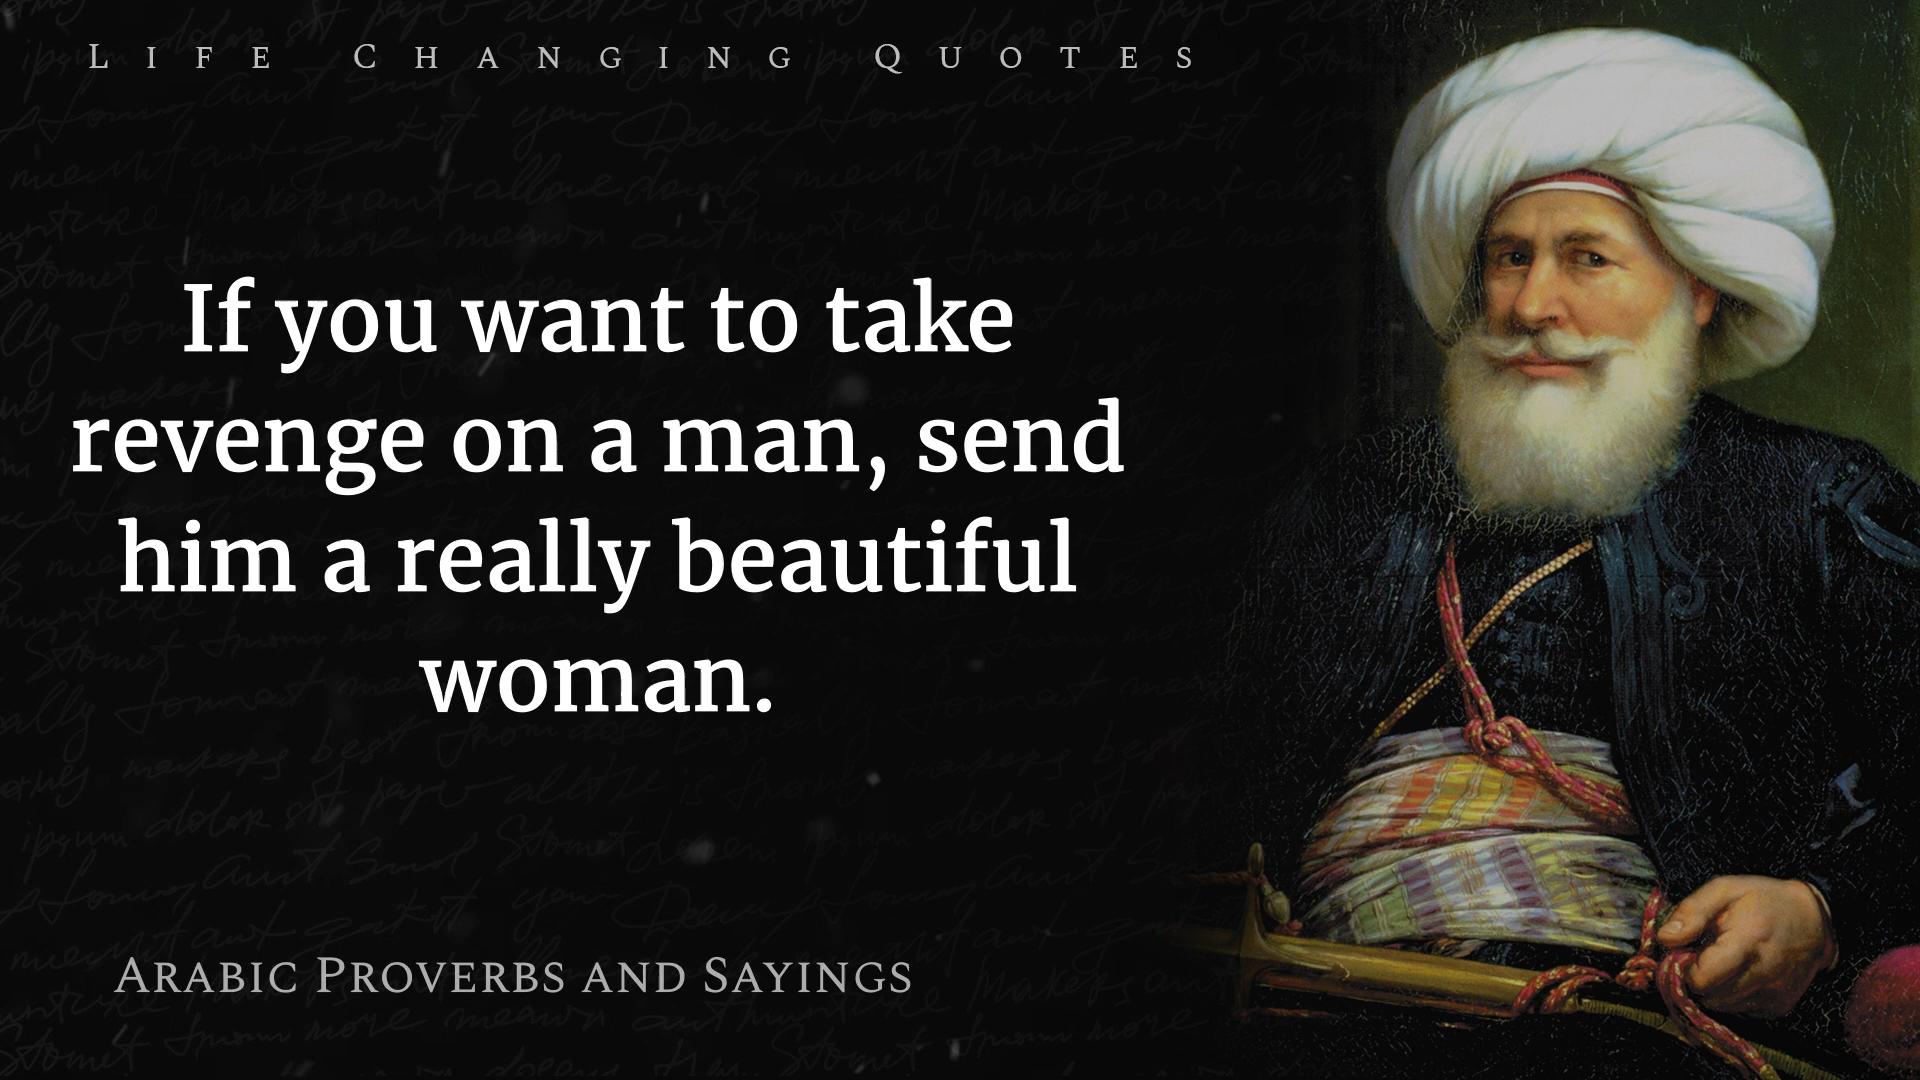 LIFE CHANGING QUOTES
If you want to take
revenge on a man, send
him a really beautiful
woman.
ARABIC PROVERBS AND SAYINGS